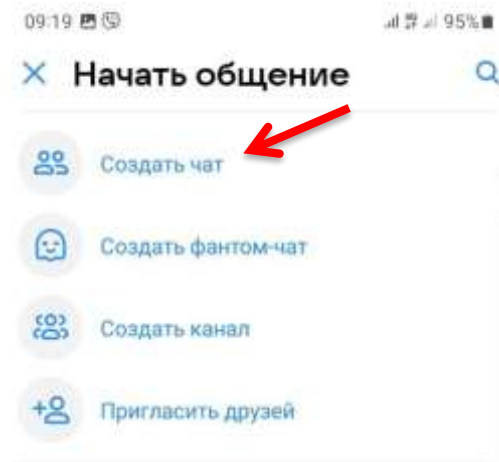 09:19 95%
Начать общение
Создать чат
Создать фантом-чат
Создать канал
Пригласить друзей